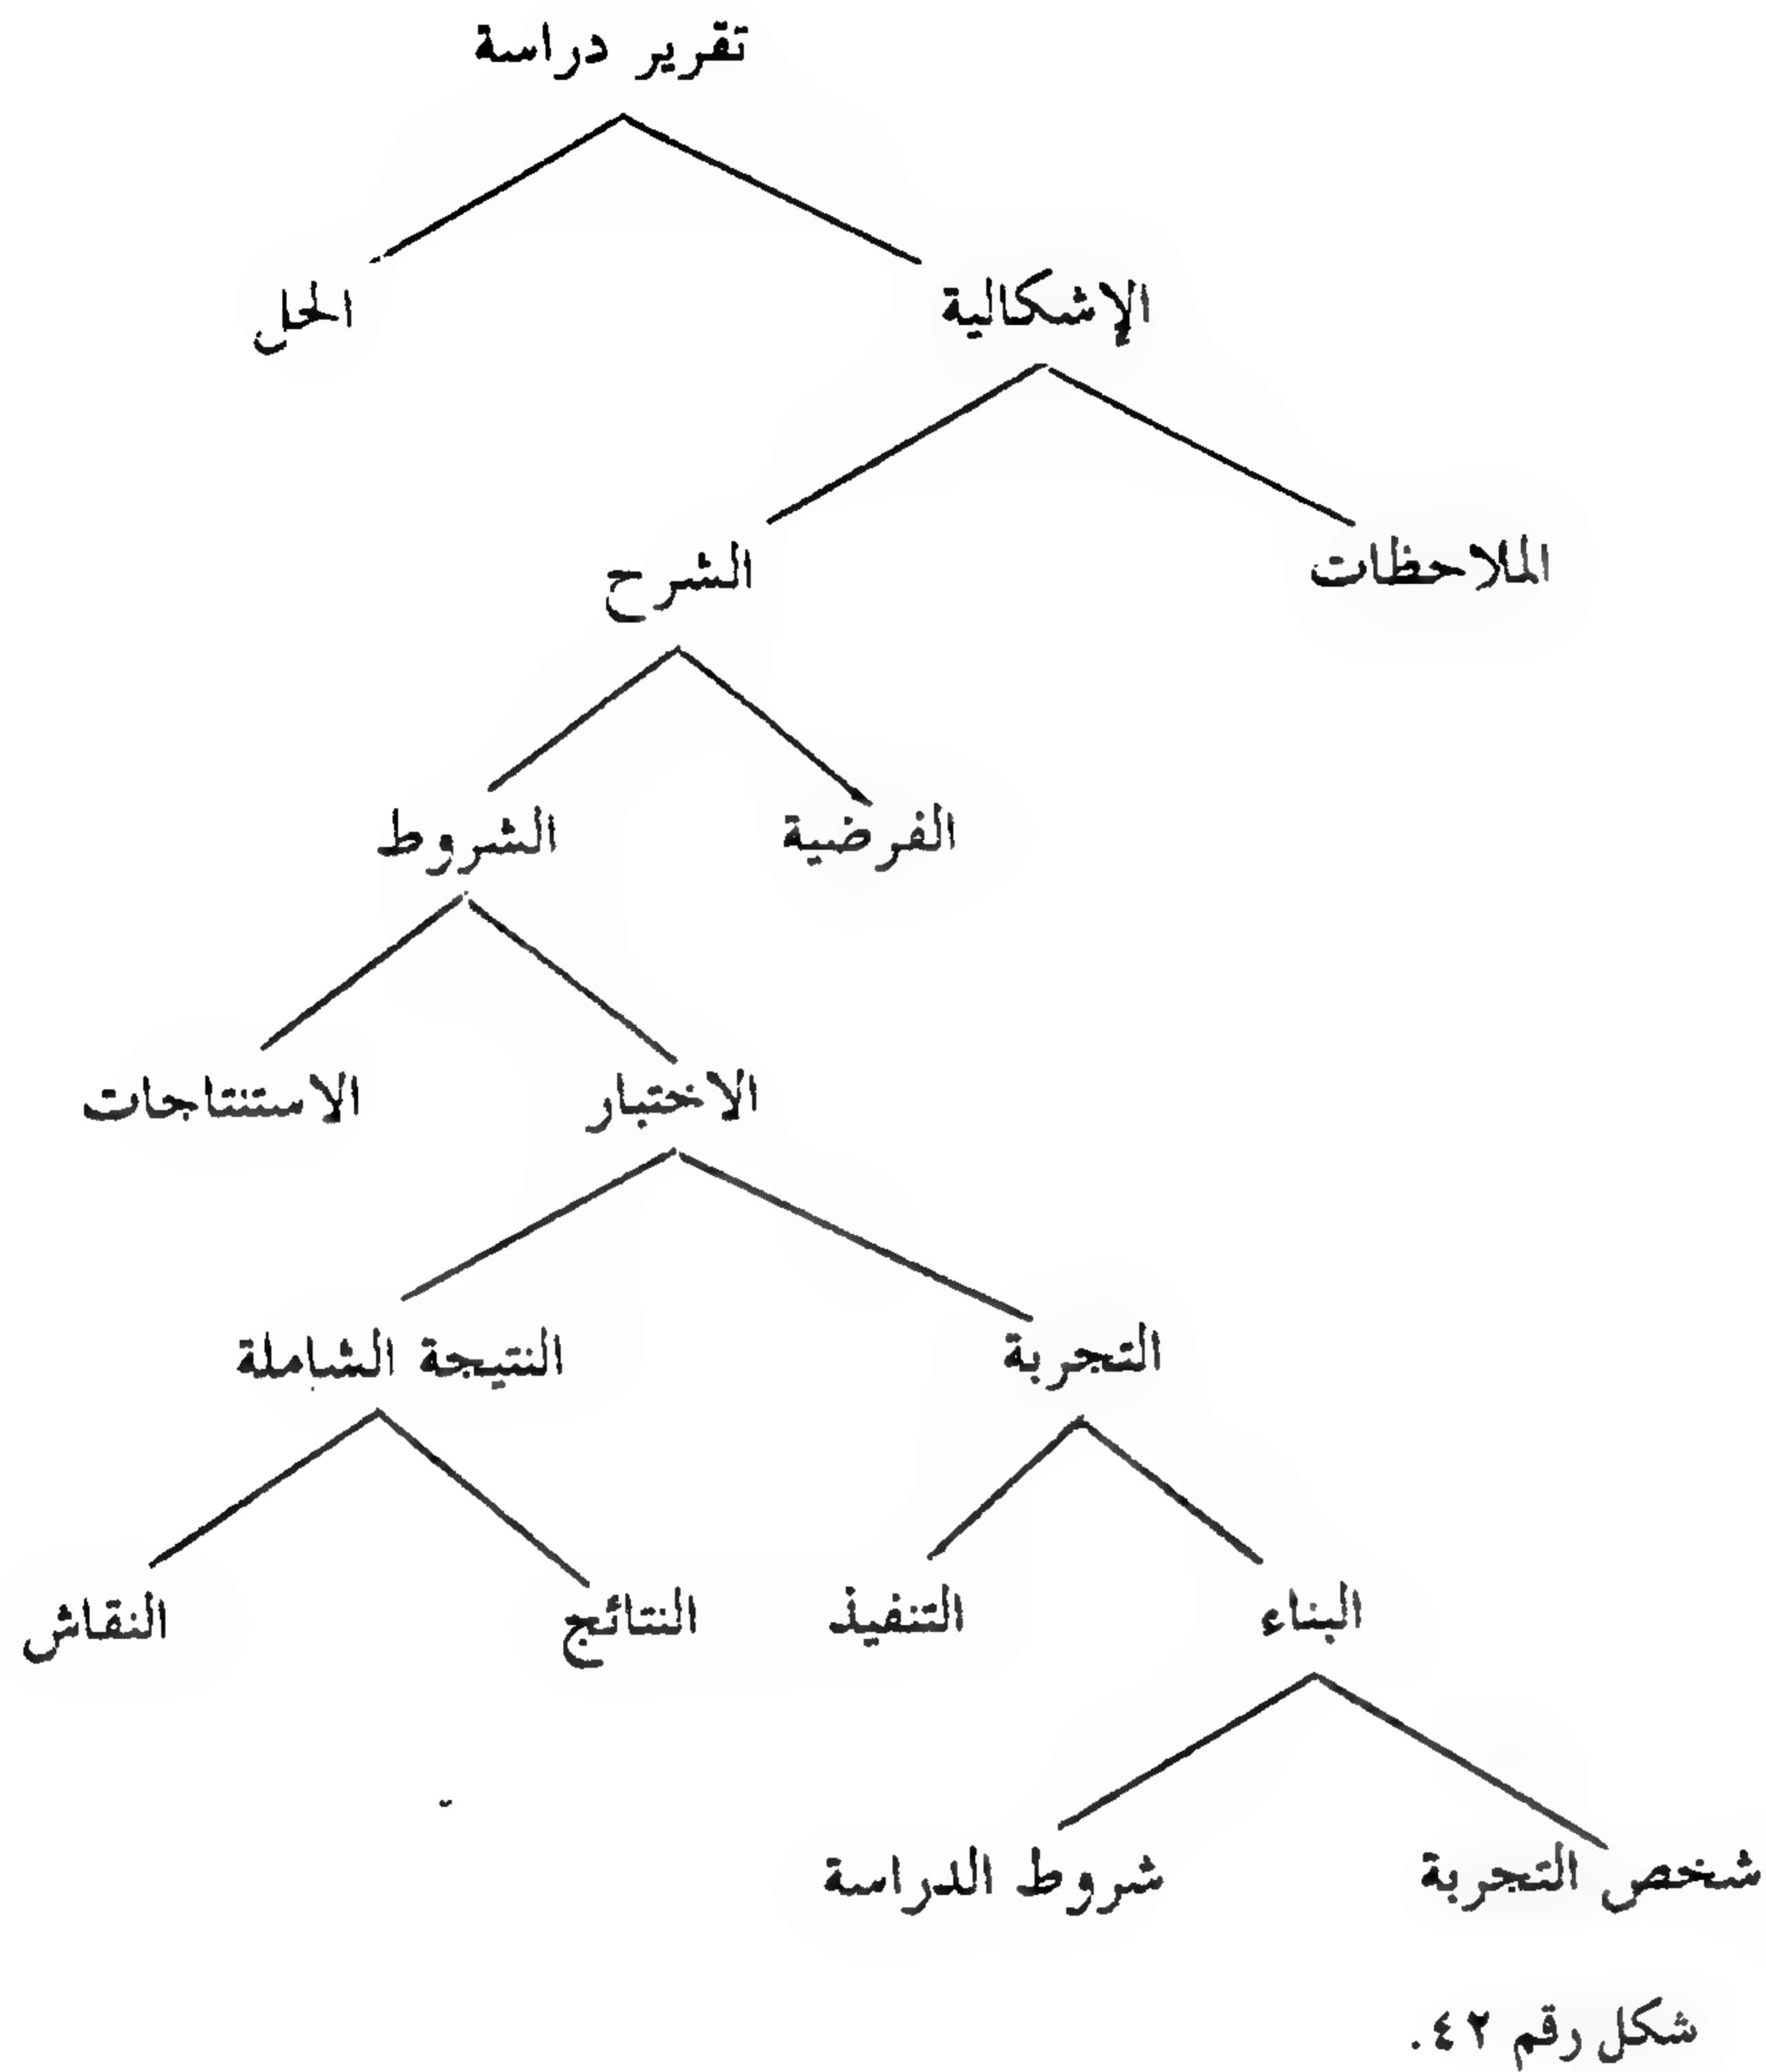 تقرير دراسة
الإشكالية الحل
الملاحظات الشرح
الفرضية الشروط
الاختبار الاستنتاجات
التجربة النتيجة الشاملة
البناء التنفيذ النتائج النقاش
شخص التجربة شروط الدراسة
شكل رقم ٤٢.